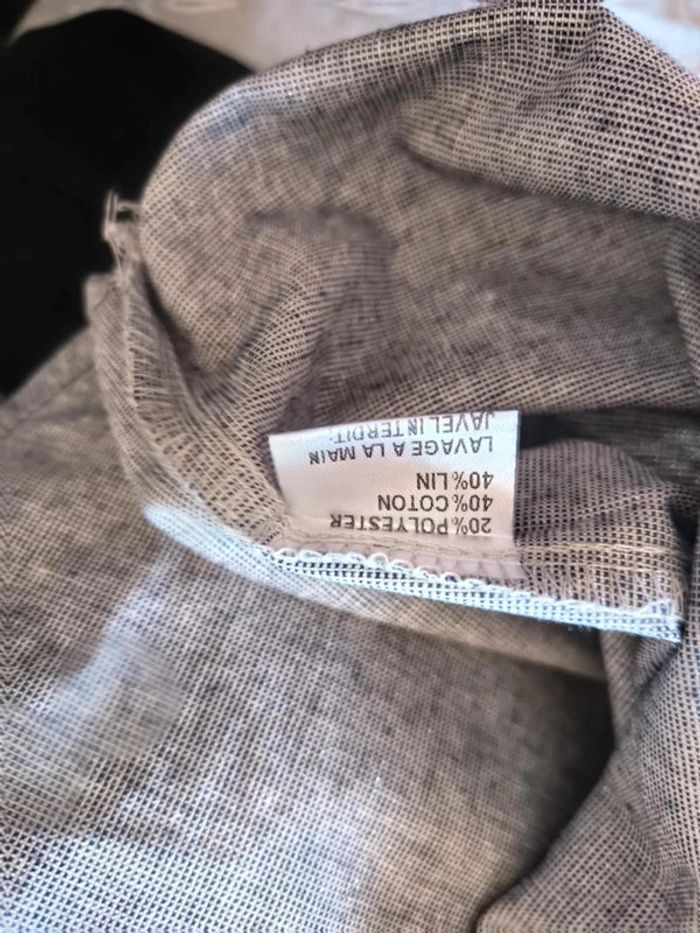 20%POLYESTER
40%COTON
40%LIN
LAVAGE A LA MAIN
JAVEL INTERDIT: